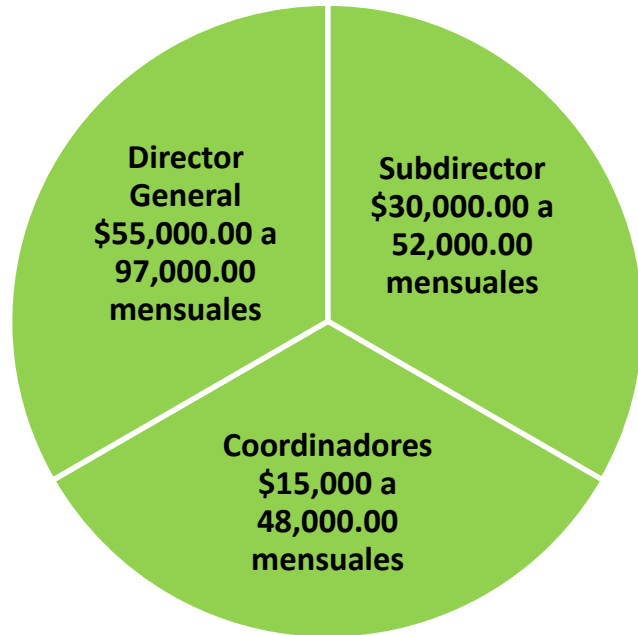 Director
General
$55,000.00 a
97,000.00
mensuales
Subdirector
$30,000.00 a
52,000.00
mensuales
Coordinadores
$15,000 a
48,000.00
mensuales